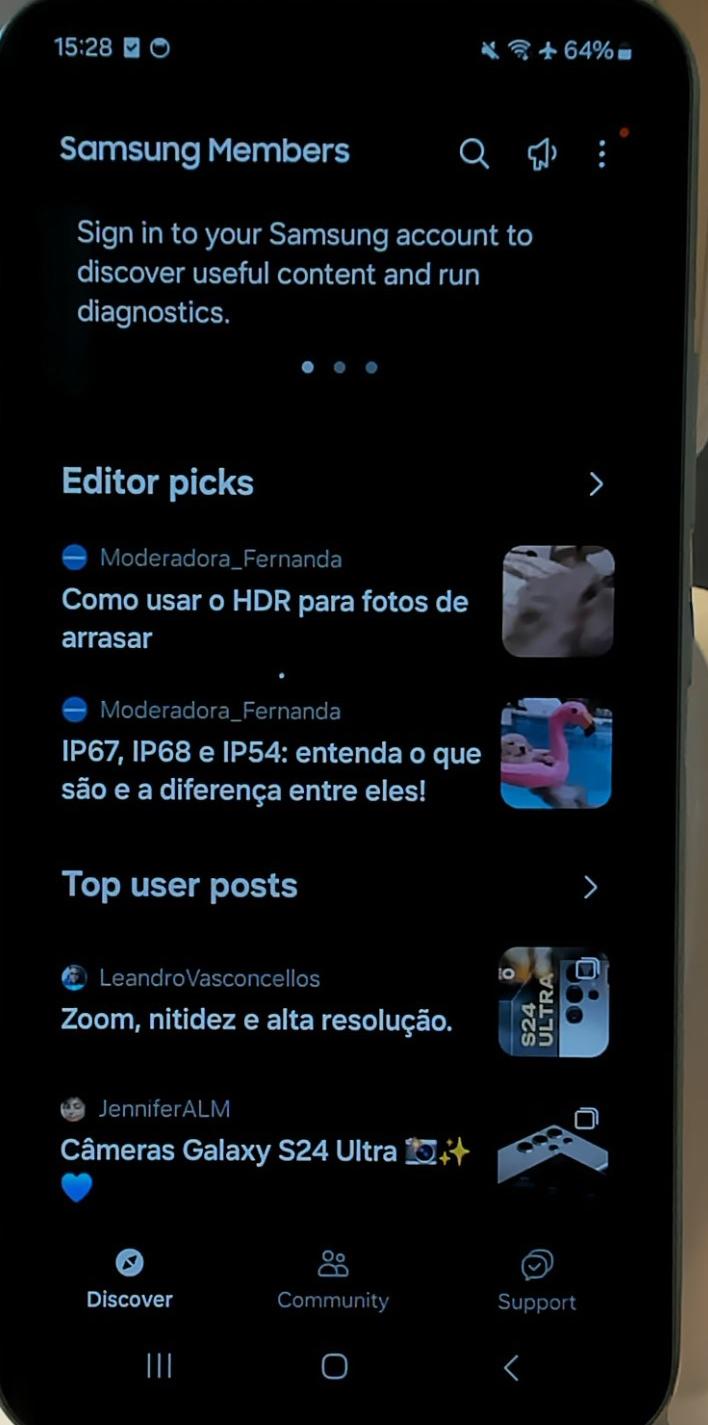 15:28
64%
Samsung Members
Sign in to your Samsung account to
discover useful content and run
diagnostics.
Editor picks
Moderadora_Fernanda
Como usar o HDR para fotos de
arrasar
Moderadora_Fernanda
IP67, IP68 e IP54: entenda o que
são e a diferença entre eles!
Top user posts
LeandroVasconcellos
Zoom, nitidez e alta resolução.
S24
ULTRA
JenniferALM
Câmeras Galaxy S24 Ultra 📷✨
💙
Discover
Community
Support